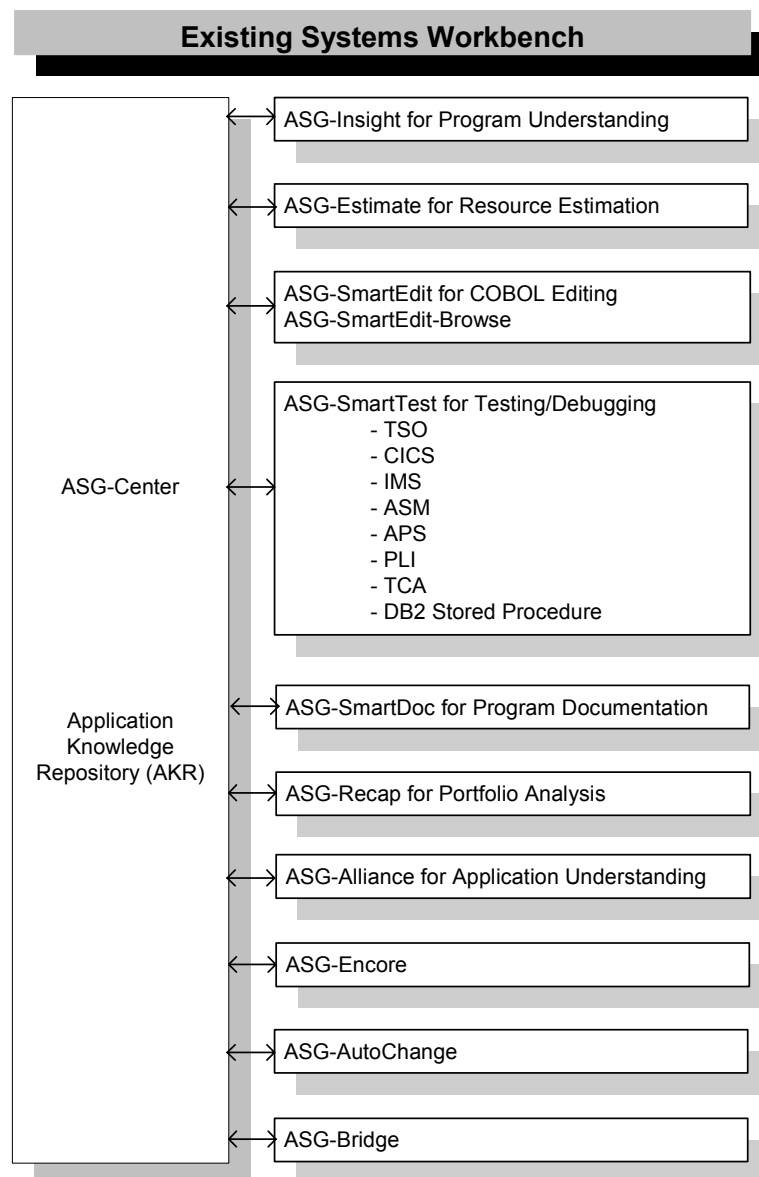 Existing Systems Workbench
ASG-Center
Application
Knowledge
Repository (AKR)
ASG-Insight for Program Understanding
ASG-Estimate for Resource Estimation
ASG-SmartEdit for COBOL Editing
ASG-SmartEdit-Browse
ASG-SmartTest for Testing/Debugging
- TSO
- CICS
- IMS
- ASM
- APS
- PLI
- TCA
- DB2 Stored Procedure
ASG-SmartDoc for Program Documentation
ASG-Recap for Portfolio Analysis
ASG-Alliance for Application Understanding
ASG-Encore
ASG-AutoChange
ASG-Bridge